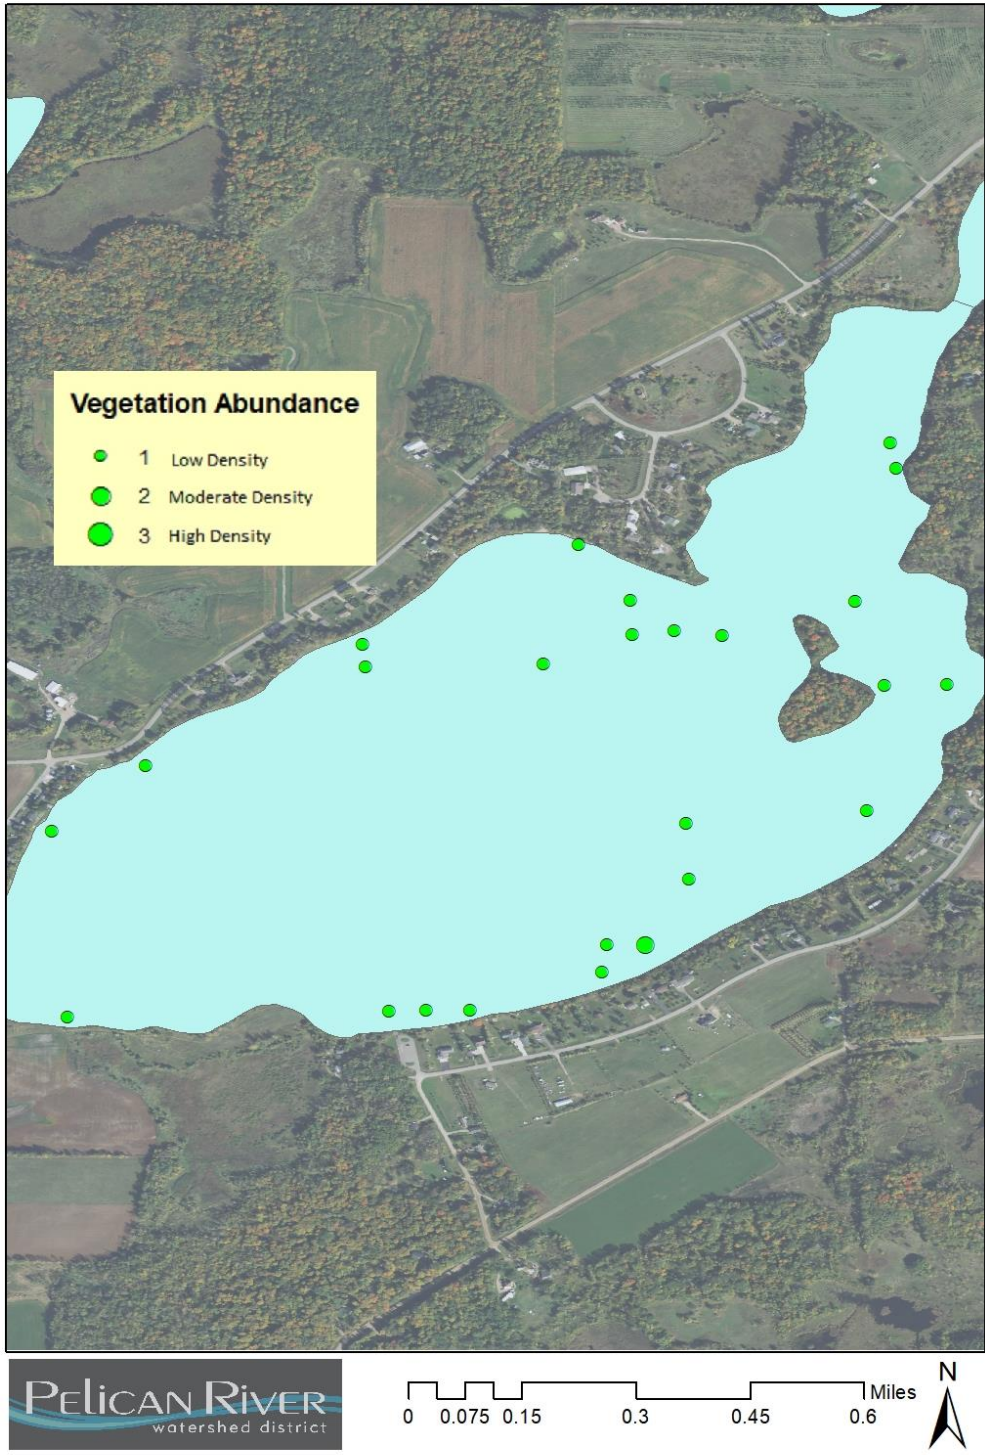 Vegetation Abundance
1 Low Density
2 Moderate Density
3 High Density
PELICAN RIVER
watershed district
Miles
0 0.075 0.15 0.3 0.45 0.6
N